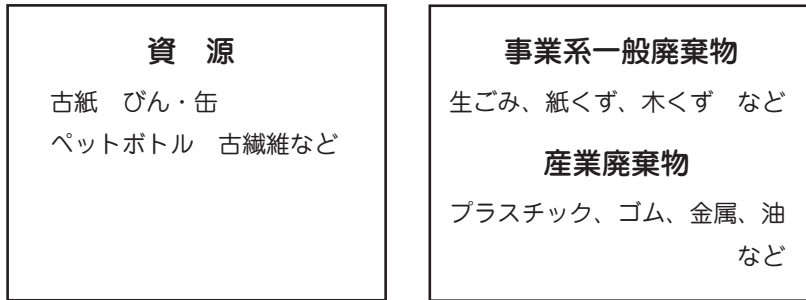 資　源
古紙　びん・缶
ペットボトル　古繊維など
事業系一般廃棄物
生ごみ、紙くず、木くず　など
産業廃棄物
プラスチック、ゴム、金属、油
など